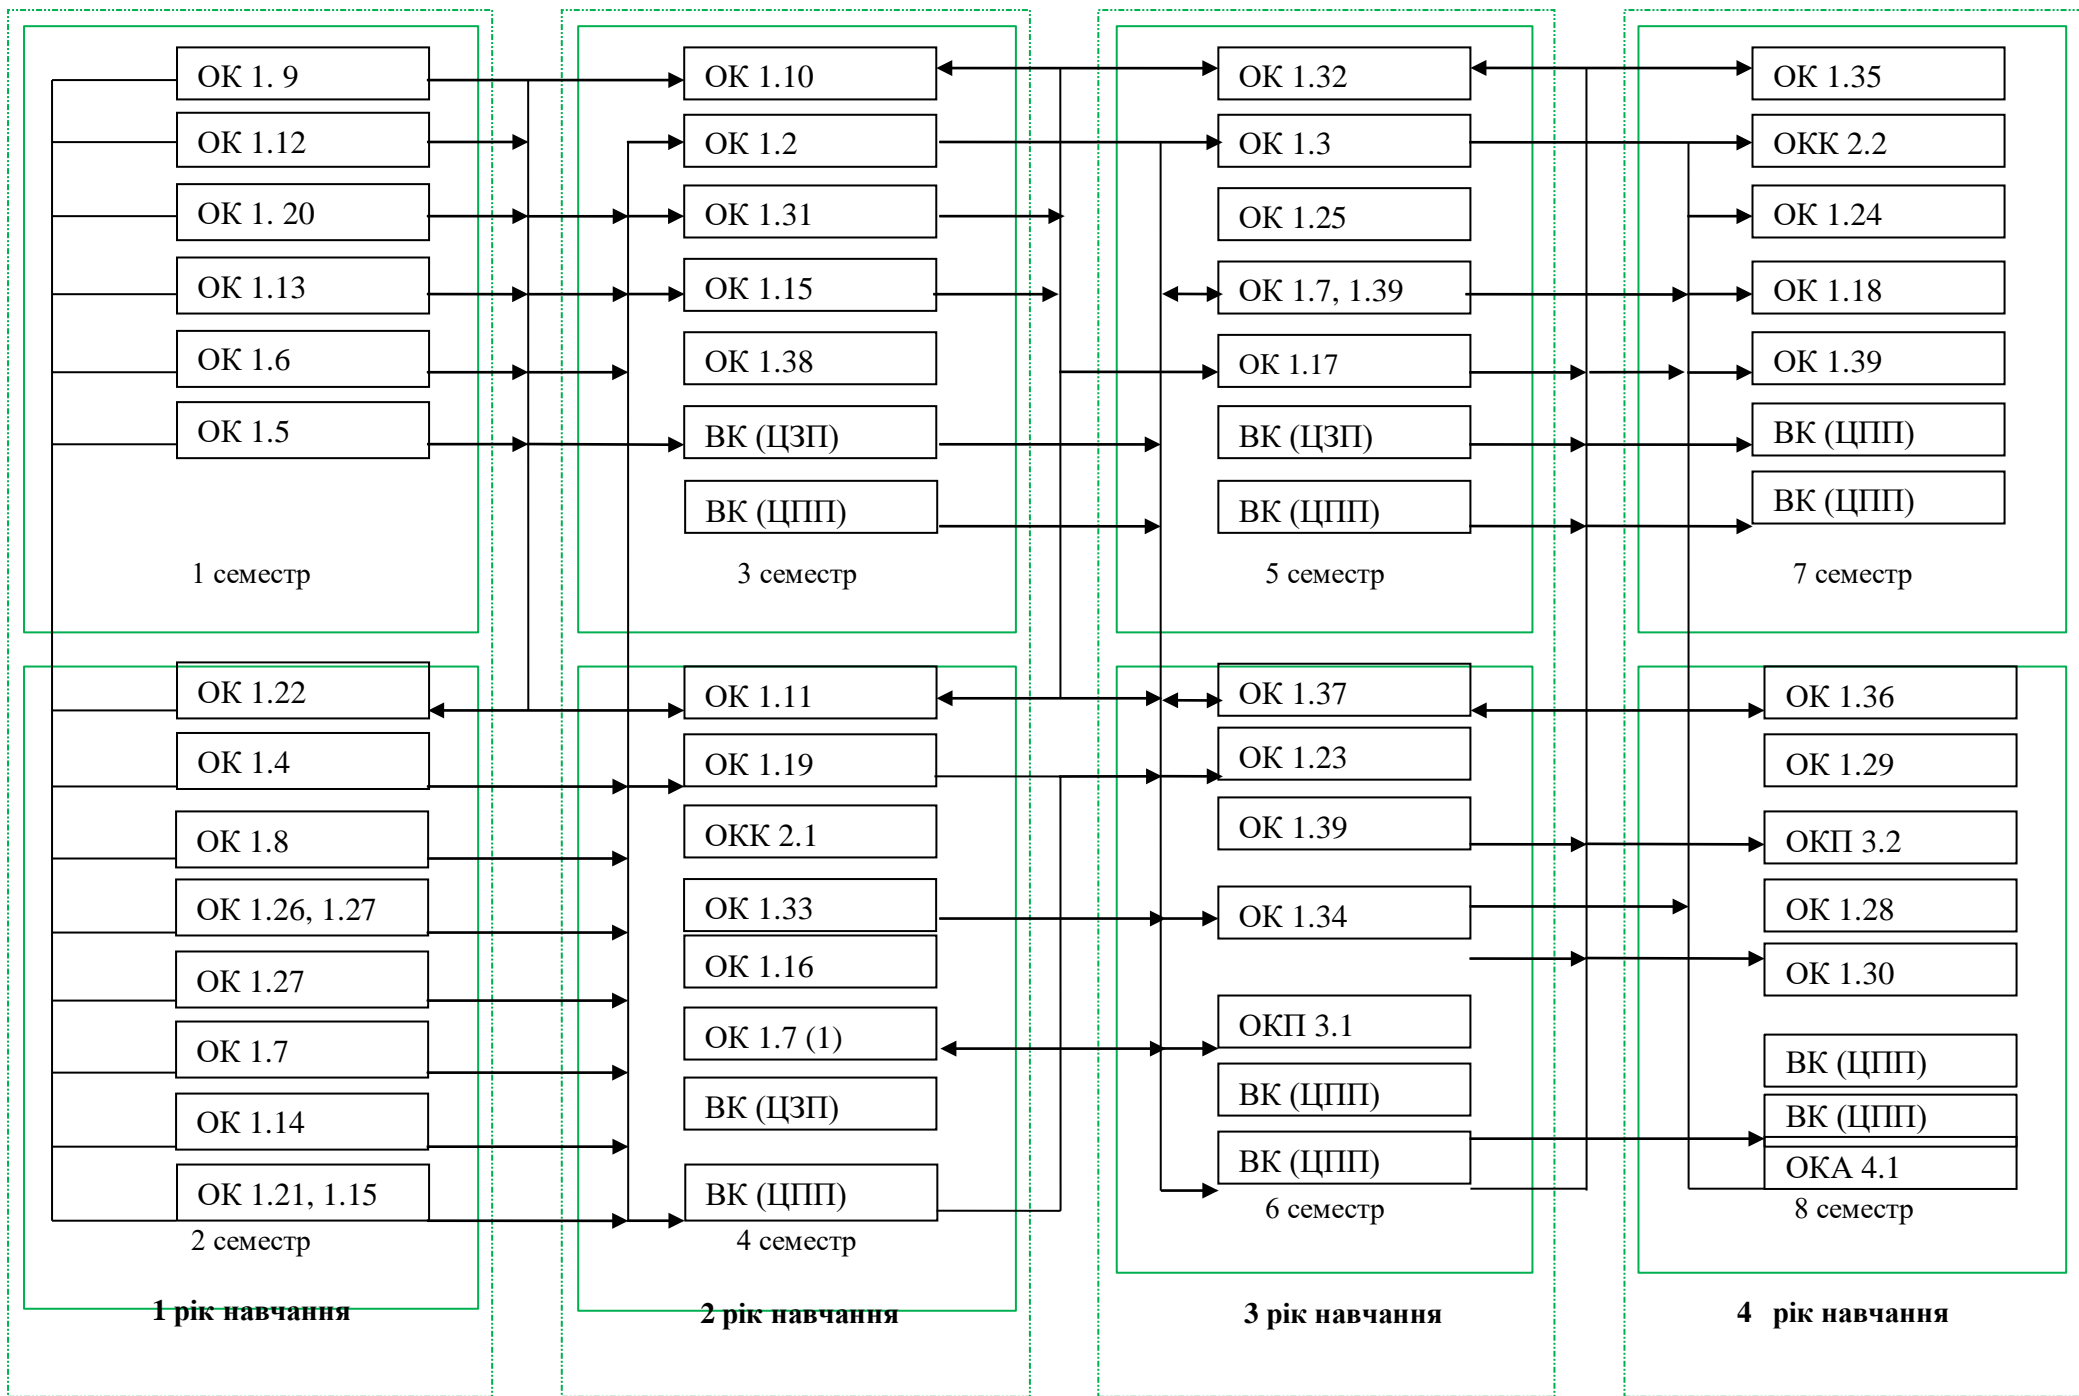 ОК 1. 9
ОК 1.12
ОК 1. 20
ОК 1.13
ОК 1.6
ОК 1.5
1 семестр
ОК 1.22
ОК 1.4
ОК 1.8
ОК 1.26, 1.27
ОК 1.27
ОК 1.7
ОК 1.14
ОК 1.21, 1.15
2 семестр
1 рік навчання
ОК 1.10
ОК 1.2
ОК 1.31
ОК 1.15
ОК 1.38
ВК (ЦЗП)
ВК (ЦПП)
3 семестр
ОК 1.11
ОК 1.19
ОКК 2.1
ОК 1.33
ОК 1.16
ОК 1.7 (1)
ВК (ЦЗП)
ВК (ЦПП)
4 семестр
2 рік навчання
ОК 1.32
ОК 1.3
ОК 1.25
ОК 1.7, 1.39
ОК 1.17
ВК (ЦЗП)
ВК (ЦПП)
5 семестр
ОК 1.37
ОК 1.23
ОК 1.39
ОК 1.34
ОКП 3.1
ВК (ЦПП)
ВК (ЦПП)
6 семестр
3 рік навчання
ОК 1.35
ОКК 2.2
ОК 1.24
ОК 1.18
ОК 1.39
ВК (ЦПП)
ВК (ЦПП)
7 семестр
ОК 1.36
ОК 1.29
ОКП 3.2
ОК 1.28
ОК 1.30
ВК (ЦПП)
ВК (ЦПП)
ОКА 4.1
8 семестр
4 рік навчання